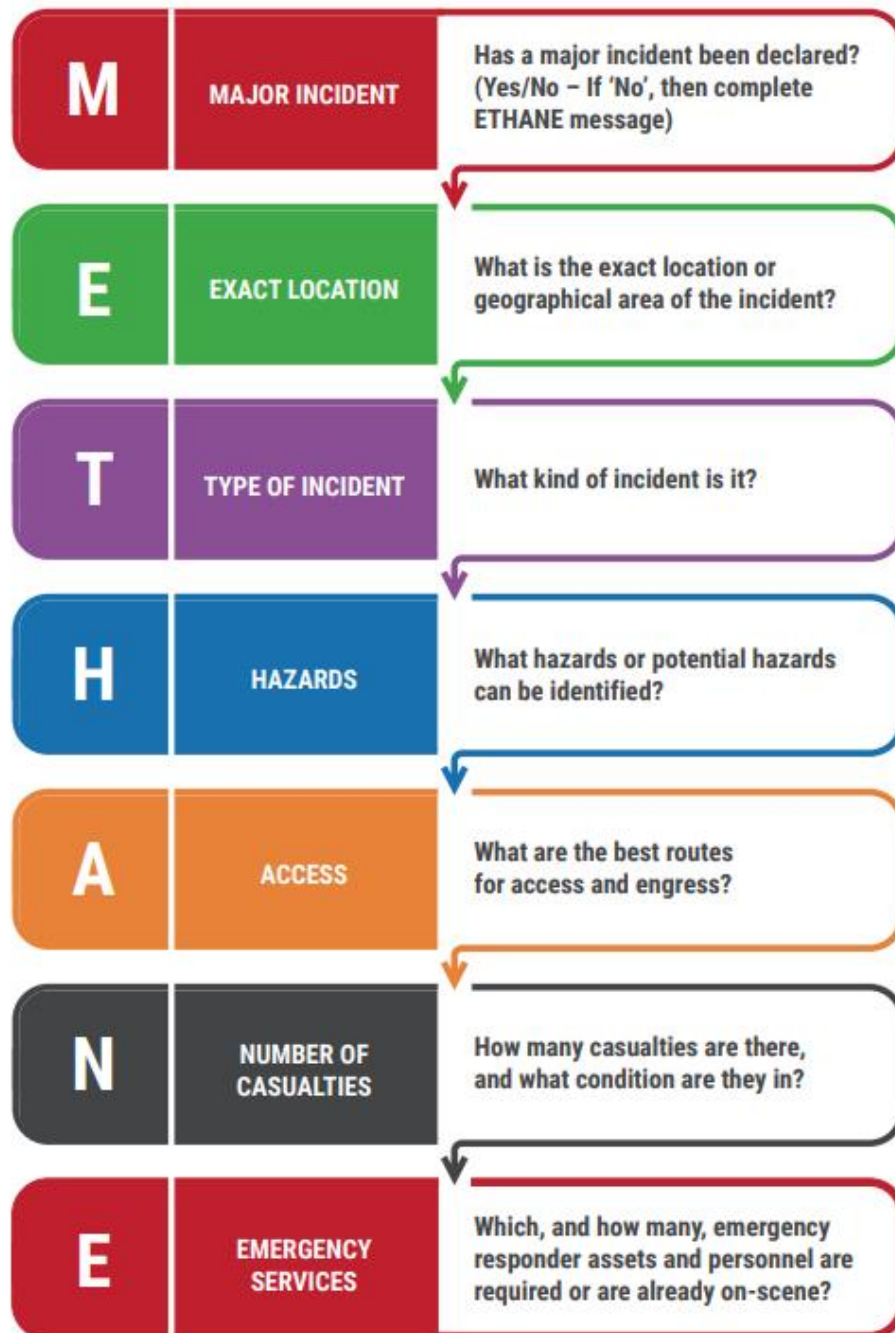 M
MAJOR INCIDENT
Has a major incident been declared?
(Yes/No – If ‘No’, then complete
ETHANE message)
E
EXACT LOCATION
What is the exact location or
geographical area of the incident?
T
TYPE OF INCIDENT
What kind of incident is it?
H
HAZARDS
What hazards or potential hazards
can be identified?
A
ACCESS
What are the best routes
for access and engress?
N
NUMBER OF
CASUALTIES
How many casualties are there,
and what condition are they in?
E
EMERGENCY
SERVICES
Which, and how many, emergency
responder assets and personnel are
required or are already on-scene?